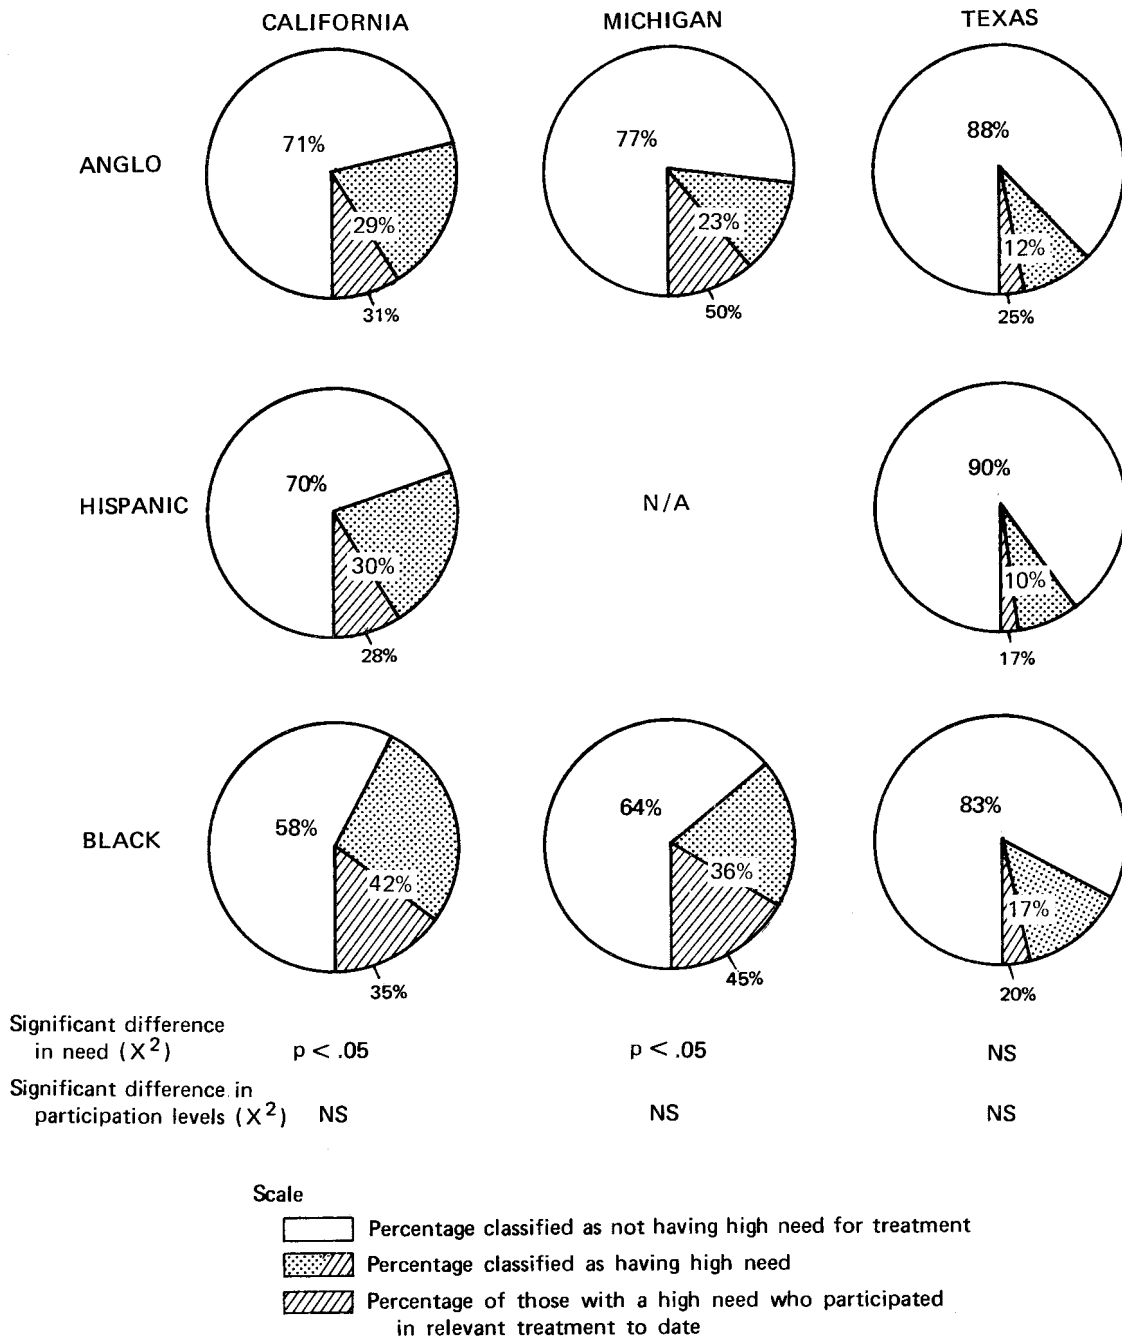 CALIFORNIA MICHIGAN TEXAS
ANGLO
71%
29%
31%
77%
23%
50%
88%
12%
25%
HISPANIC
70%
30%
28%
N/A
90%
10%
17%
BLACK
58%
42%
35%
64%
36%
45%
83%
17%
20%
Significant difference
in need (X²) p < .05 p < .05 NS
Significant difference in
participation levels (X²) NS NS NS
Scale
Percentage classified as not having high need for treatment
Percentage classified as having high need
Percentage of those with a high need who participated
in relevant treatment to date